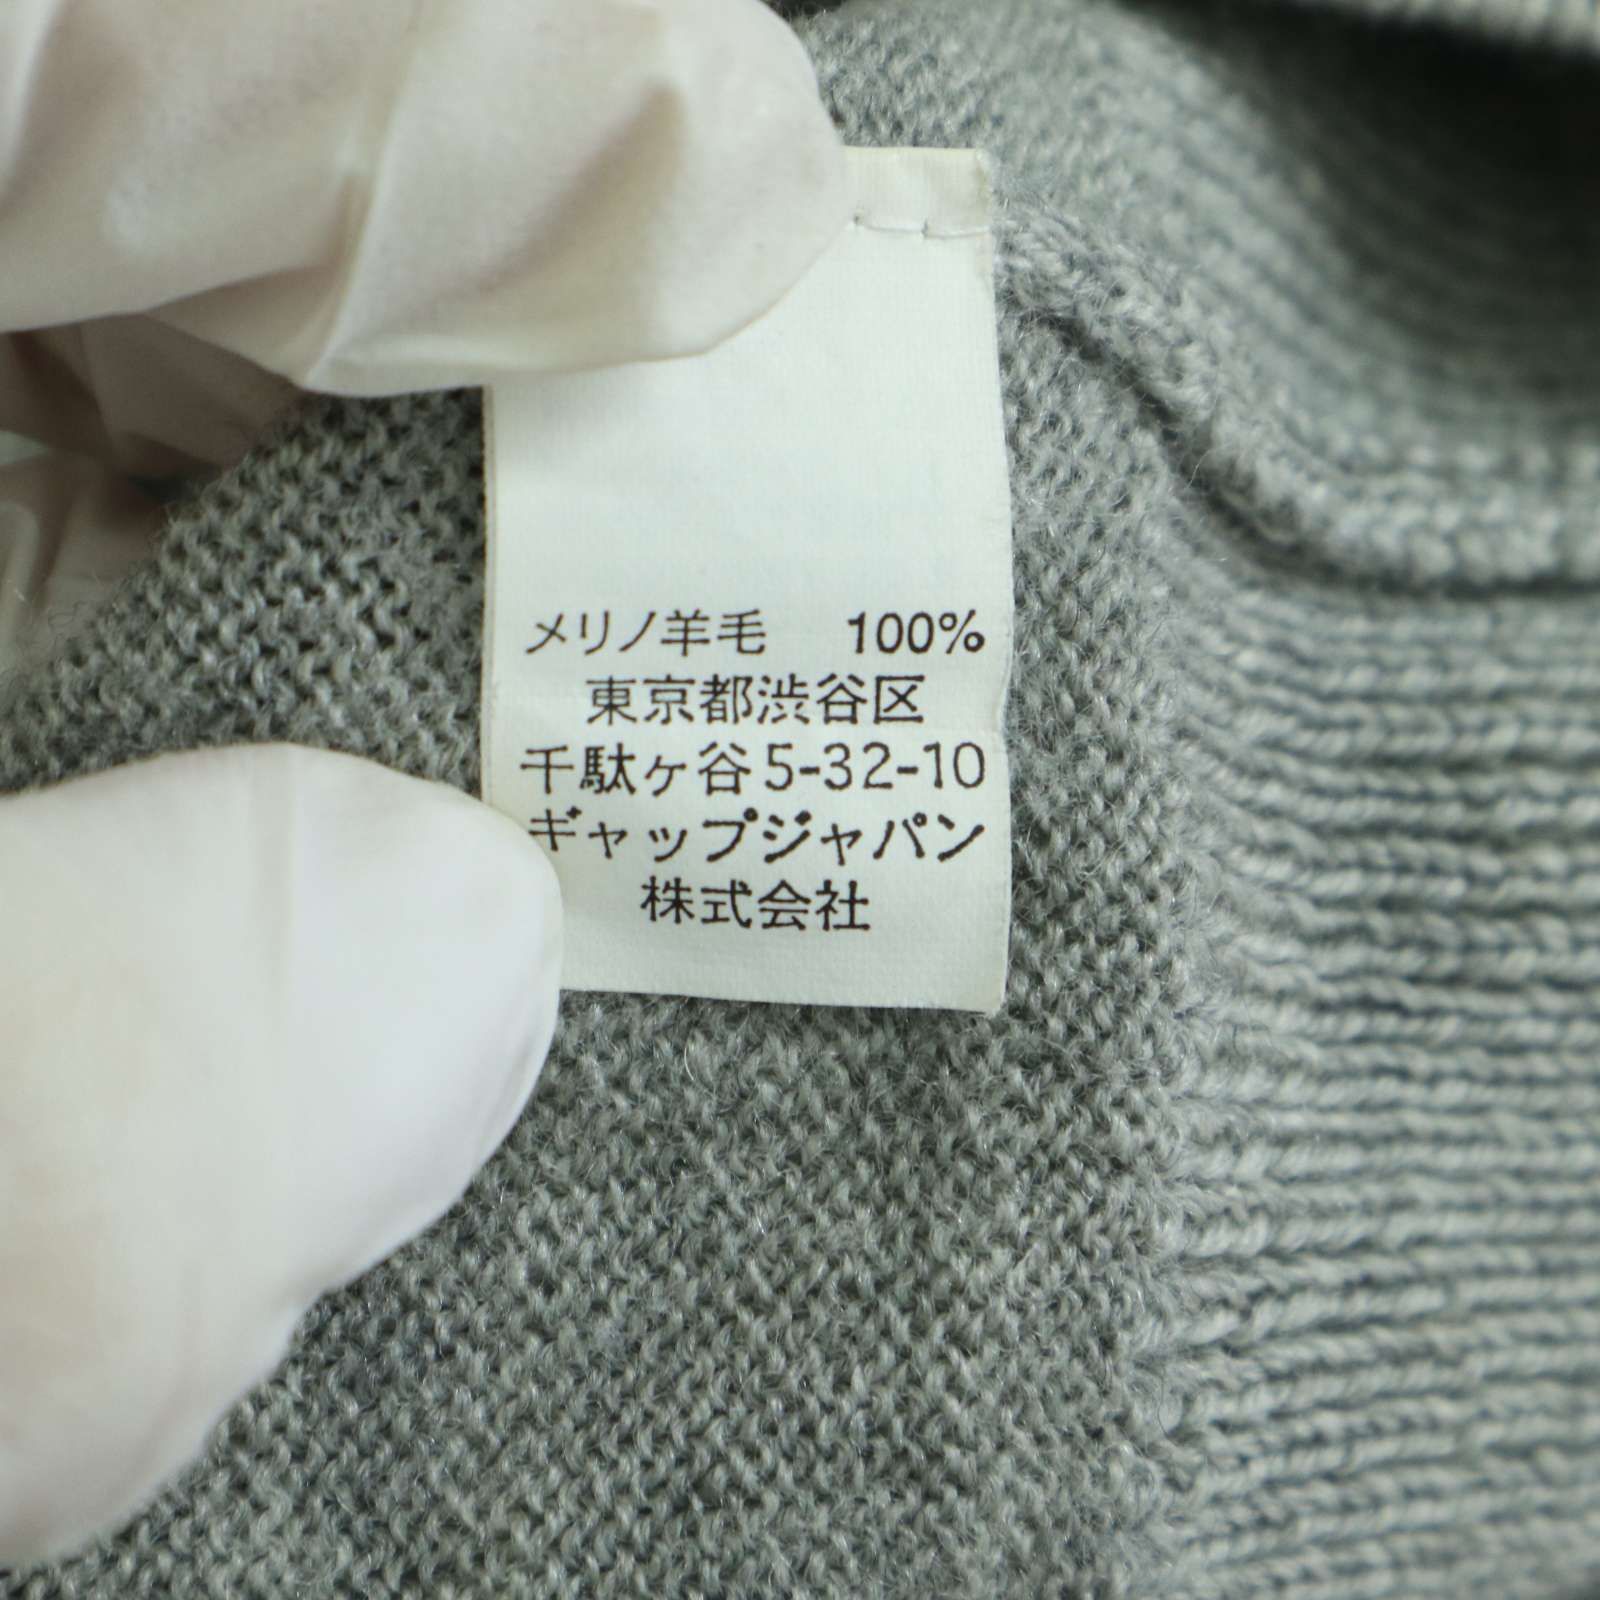 メリノ羊毛 100%
東京都渋谷区
千駄ヶ谷5-32-10
ギャップジャパン
株式会社